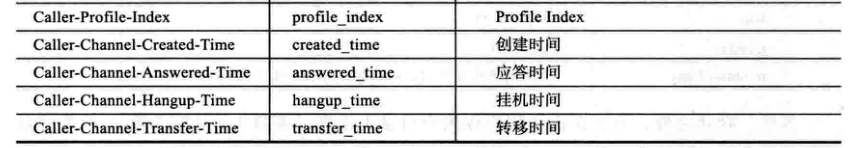 Caller-Profile-Index profile_index Profile Index
Caller-Channel-Created-Time created_time 创建时间
Caller-Channel-Answered-Time answered_time 应答时间
Caller-Channel-Hangup-Time hangup_time 挂机时间
Caller-Channel-Transfer-Time transfer_time 转移时间